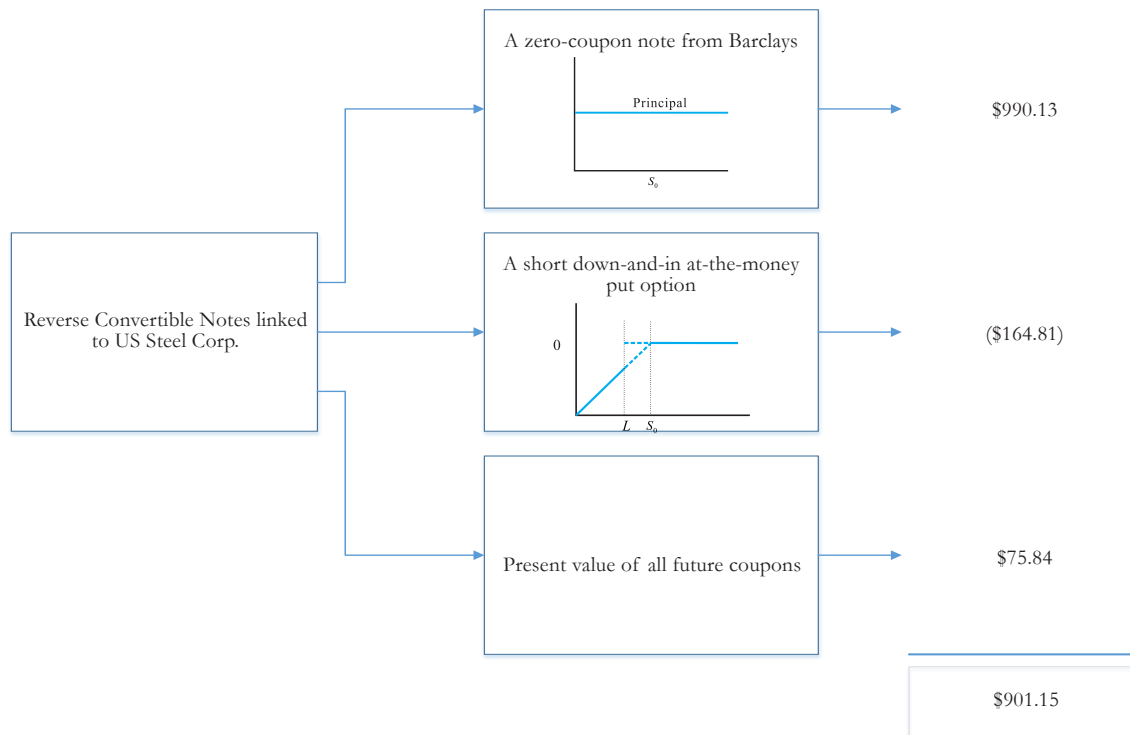 A zero-coupon note from Barclays
Principal
S₀
$990.13
Reverse Convertible Notes linked
to US Steel Corp.
A short down-and-in at-the-money
put option
0
L S₀
($164.81)
Present value of all future coupons
$75.84
$901.15